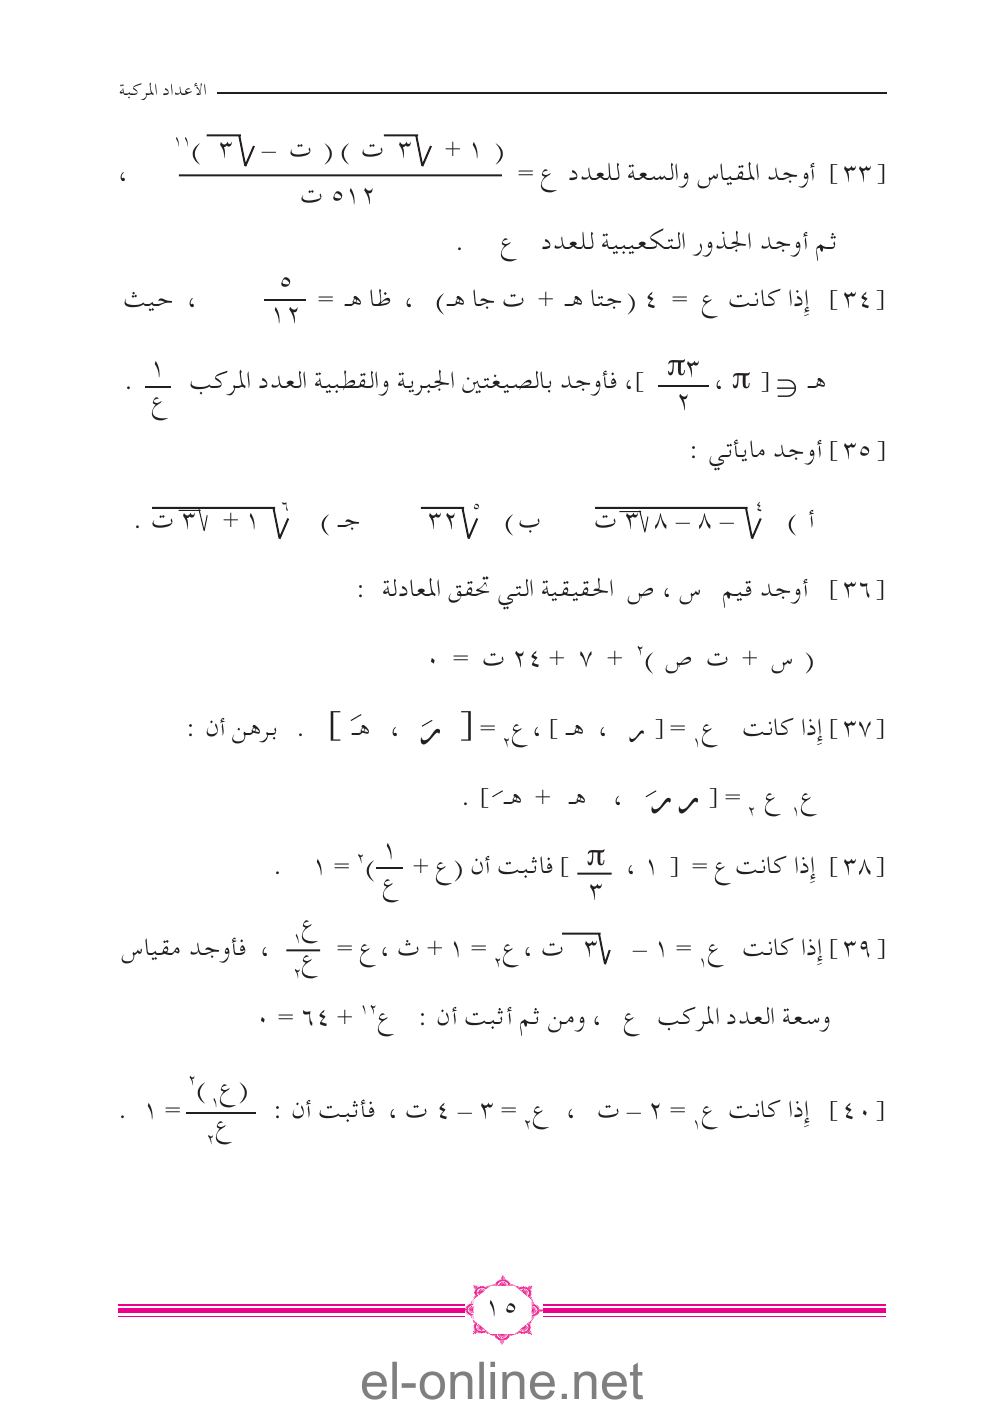 الأعداد المركبة
[٣٣] أوجد المقياس والسعة للعدد ع = (١ + √٣ ت)(ت – √٣)^١١ / ٥١٢ ت ،
ثم أوجد الجذور التكعيبية للعدد ع .
[٣٤] إذا كانت ع = ٤ (جتا هـ + ت جا هـ) ، ظا هـ = ٥/١٢ ، حيث
هـ ∈ [π ، ٣π/٢] ، فأوجد بالصيغتين الجبرية والقطبية العدد المركب ١/ع .
[٣٥] أوجد مايأتي :
أ ) ⁴√(– ٨ – ٨√٣ ت) ب) ⁵√٣٢ جـ ) ⁶√(١ + √٣ ت) .
[٣٦] أوجد قيم س ، ص الحقيقية التي تحقق المعادلة :
( س + ت ص )^٢ + ٧ + ٢٤ ت = ٠
[٣٧] إذا كانت ع١ = [ ر ، هـ ] ، ع٢ = [ رَ ، هـَ ] . برهن أن :
ع١ ع٢ = [ ر رَ ، هـ + هـَ ] .
[٣٨] إذا كانت ع = [ ١ ، π/٣ ] فاثبت أن (ع + ١/ع)^٢ = ١ .
[٣٩] إذا كانت ع١ = ١ – √٣ ت ، ع٢ = ١ + ث ، ع = ع١/ع٢ ، فأوجد مقياس
وسعة العدد المركب ع ، ومن ثم أثبت أن : ع^١٢ + ٦٤ = ٠
[٤٠] إذا كانت ع١ = ٢ – ت ، ع٢ = ٣ – ٤ ت ، فأثبت أن : (ع١)^٢/ع٢ = ١ .
١٥
el-online.net